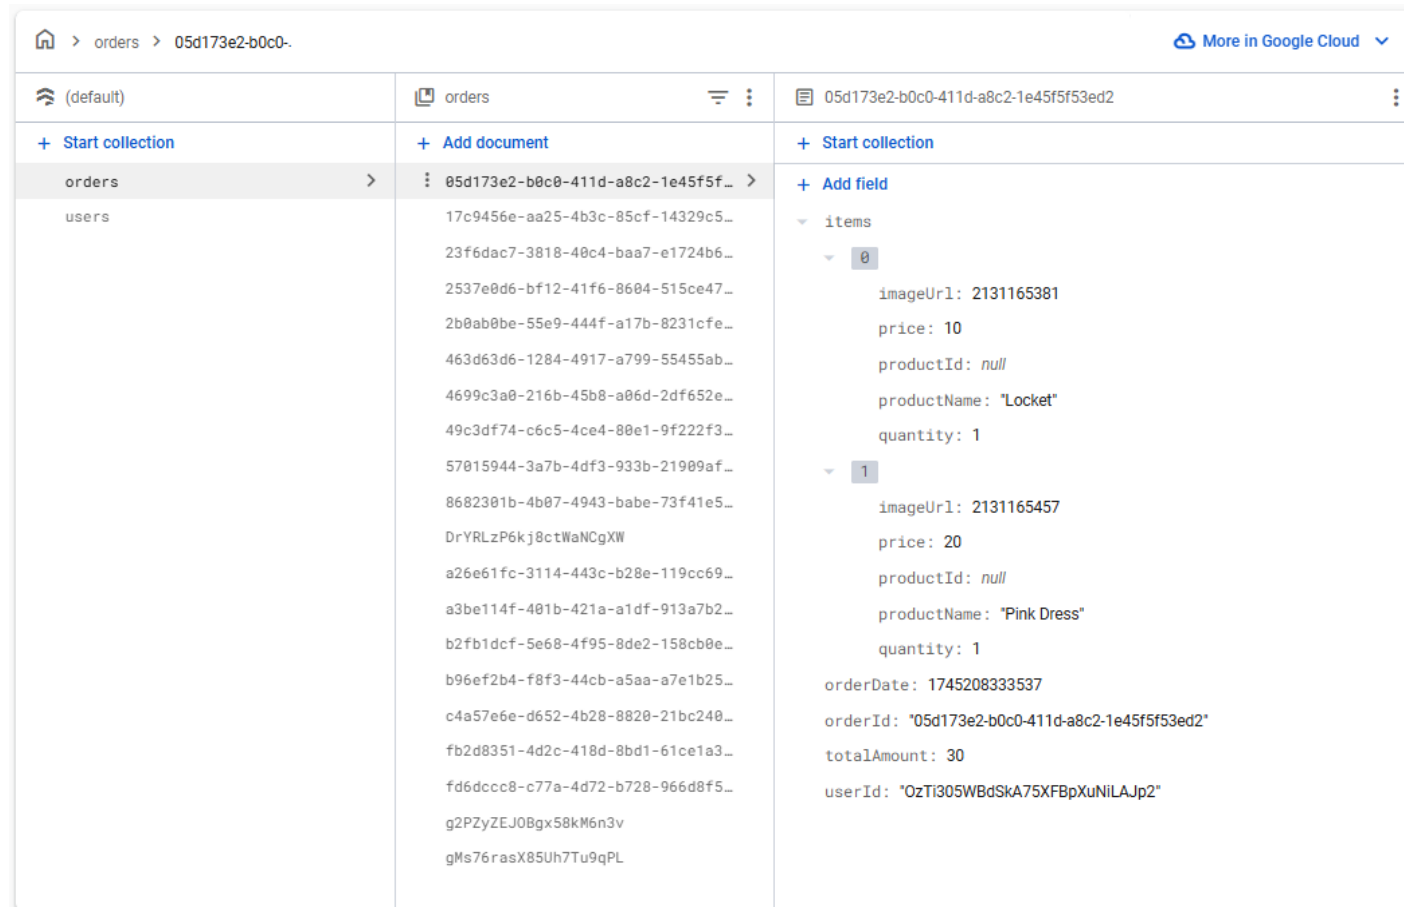 orders 05d173e2-b0c0-.
More in Google Cloud
(default)
Start collection
orders
users
orders
Add document
05d173e2-b0c0-411d-a8c2-1e45f5f…
17c9456e-aa25-4b3c-85cf-14329c5…
23f6dac7-3818-40c4-baa7-e1724b6…
2537e0d6-bf12-41f6-8604-515ce47…
2b0ab0be-55e9-444f-a17b-8231cfe…
463d63d6-1284-4917-a799-55455ab…
4699c3a0-216b-45b8-a06d-2df652e…
49c3df74-c6c5-4ce4-80e1-9f222f3…
57015944-3a7b-4df3-933b-21909af…
8682301b-4b07-4943-babe-73f41e5…
DrYRLzP6kj8ctWaNCgXW
a26e61fc-3114-443c-b28e-119cc69…
a3be114f-401b-421a-a1df-913a7b2…
b2fb1dcf-5e68-4f95-8de2-158cb0e…
b96ef2b4-f8f3-44cb-a5aa-a7e1b25…
c4a57e6e-d652-4b28-8820-21bc240…
fb2d8351-4d2c-418d-8bd1-61ce1a3…
fd6dccc8-c77a-4d72-b728-966d8f5…
g2PZyZEJOBgx58kM6n3v
gMs76rasX85Uh7Tu9qPL
05d173e2-b0c0-411d-a8c2-1e45f5f53ed2
Start collection
Add field
items
0
imageUrl: 2131165381
price: 10
productId: null
productName: "Locket"
quantity: 1
1
imageUrl: 2131165457
price: 20
productId: null
productName: "Pink Dress"
quantity: 1
orderDate: 1745208333537
orderId: "05d173e2-b0c0-411d-a8c2-1e45f5f53ed2"
totalAmount: 30
userId: "OzTi305WBdSkA75XFBpXuNiLAJp2"